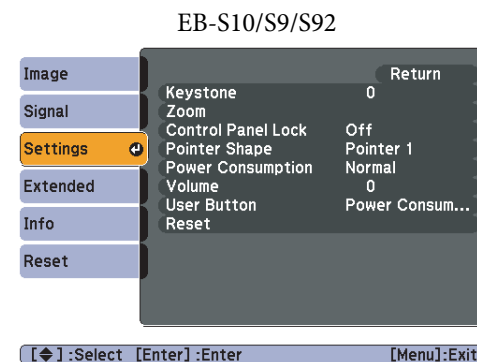 EB-S10/S9/S92
Image
Signal
Settings
Extended
Info
Reset
Return
Keystone 0
Zoom
Control Panel Lock Off
Pointer Shape Pointer 1
Power Consumption Normal
Volume 0
User Button Power Consum...
Reset
[◆] :Select [Enter] :Enter [Menu]:Exit